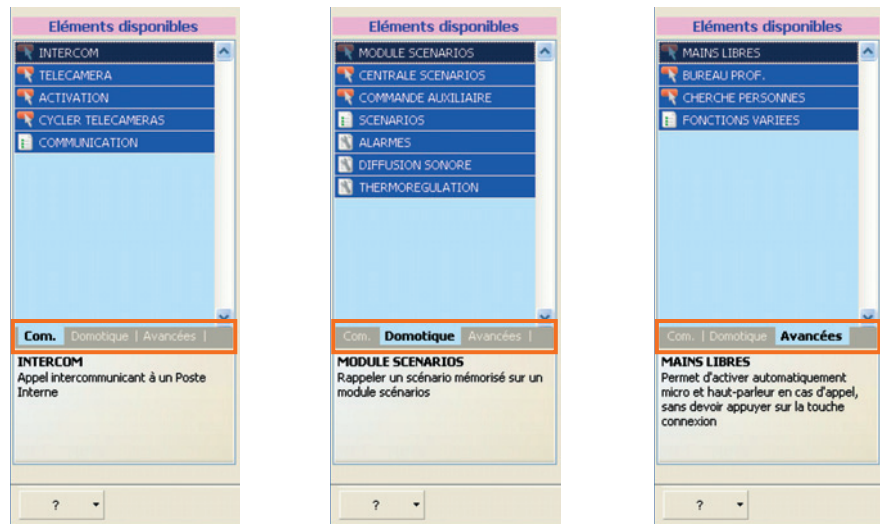 Eléments disponibles
INTERCOM
TELECAMERA
ACTIVATION
CYCLER TELECAMERAS
COMMUNICATION
Com. Domotique | Avancées |
INTERCOM
Appel intercommunicant à un Poste
Interne
?
Eléments disponibles
MODULE SCENARIOS
CENTRALE SCENARIOS
COMMANDE AUXILIAIRE
SCENARIOS
ALARMES
DIFFUSION SONORE
THERMOREGULATION
Com. Domotique Avancées |
MODULE SCENARIOS
Rappeler un scénario mémorisé sur un
module scénarios
?
Eléments disponibles
MAINS LIBRES
BUREAU PROF.
CHERCHE PERSONNES
FONCTIONS VARIEES
Com. | Domotique Avancées
MAINS LIBRES
Permet d'activer automatiquement
micro et haut-parleur en cas d'appel,
sans devoir appuyer sur la touche
connexion
?